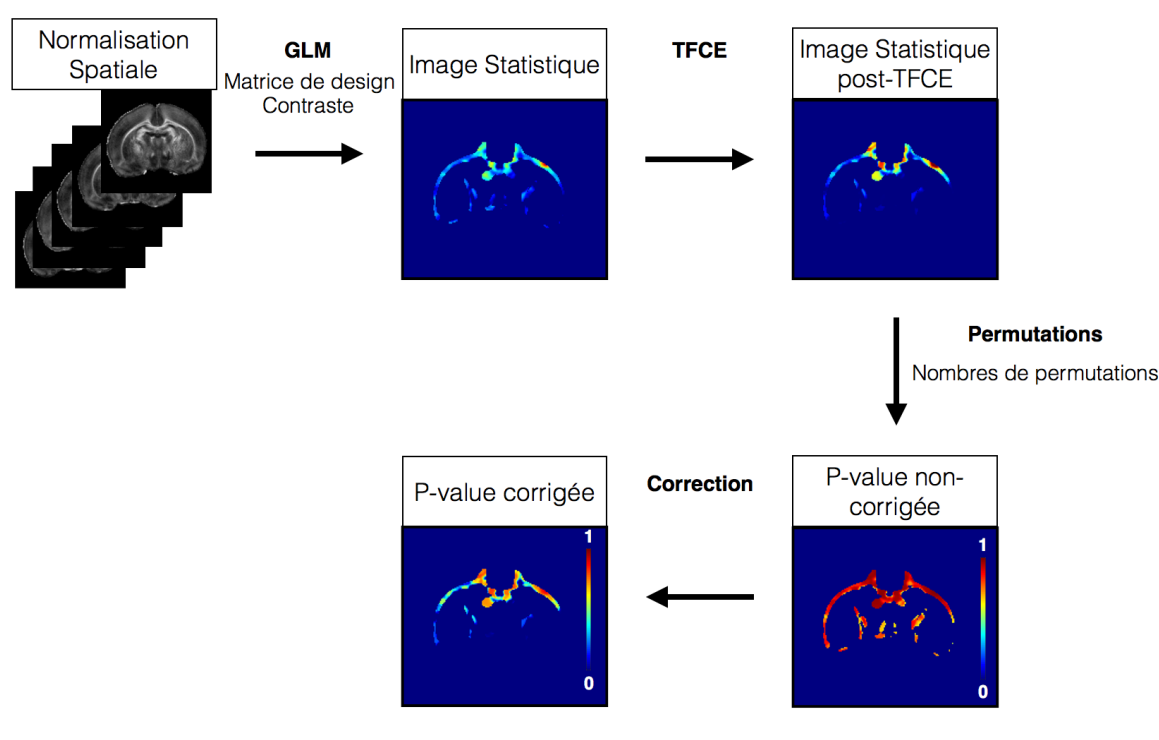 Normalisation
Spatiale
GLM
Matrice de design
Contraste
Image Statistique
TFCE
Image Statistique
post-TFCE
Permutations
Nombres de permutations
P-value non-
corrigée
1
0
Correction
P-value corrigée
1
0